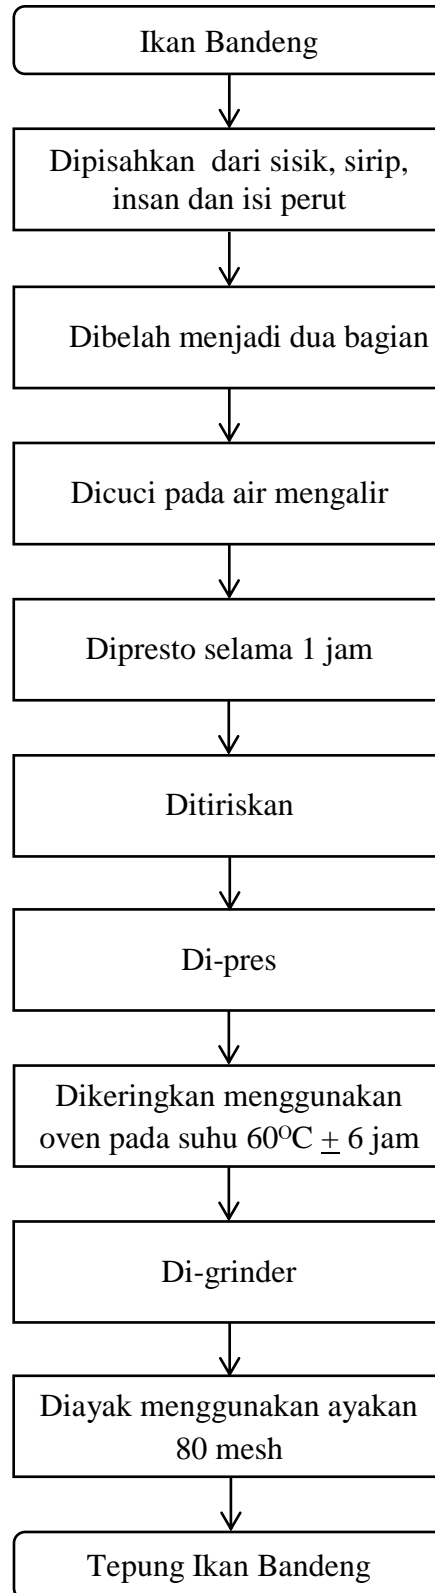 Ikan Bandeng
Dipisahkan dari sisik, sirip,
insan dan isi perut
Dibelah menjadi dua bagian
Dicuci pada air mengalir
Dipresto selama 1 jam
Ditiriskan
Di-pres
Dikeringkan menggunakan
oven pada suhu 60ᴼC ± 6 jam
Di-grinder
Diayak menggunakan ayakan
80 mesh
Tepung Ikan Bandeng